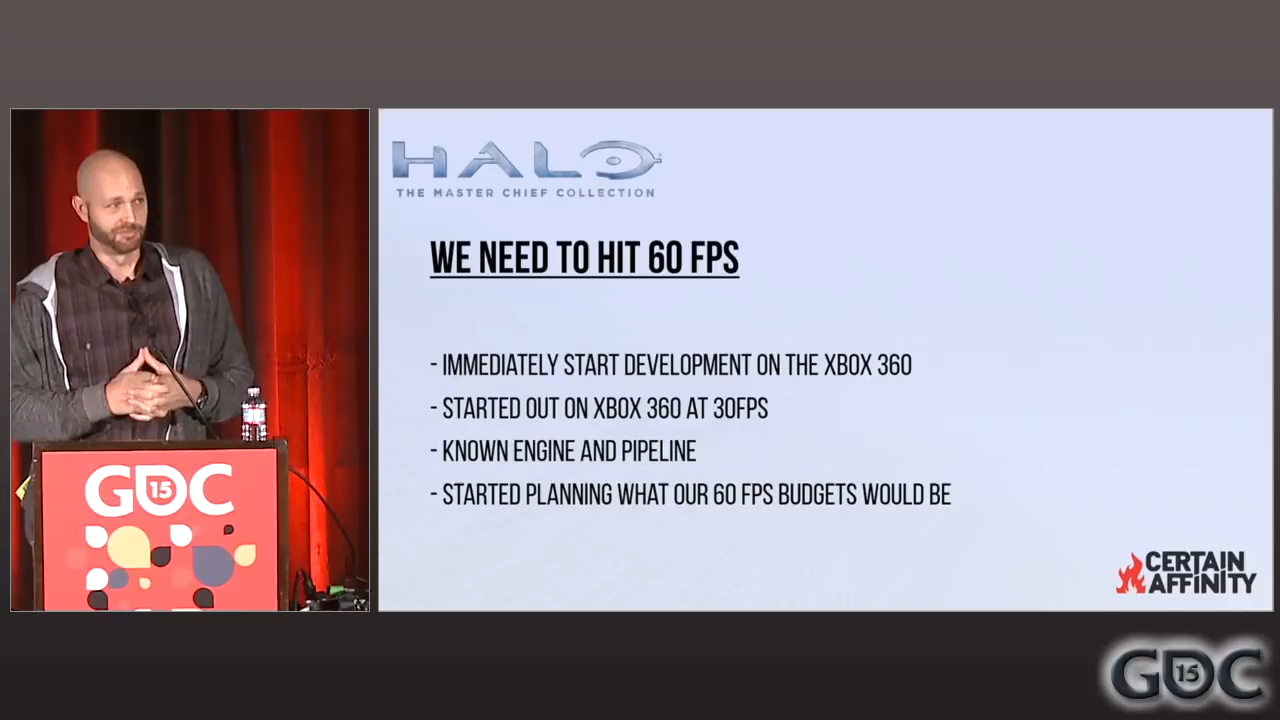 HALO
THE MASTER CHIEF COLLECTION
WE NEED TO HIT 60 FPS
- IMMEDIATELY START DEVELOPMENT ON THE XBOX 360
- STARTED OUT ON XBOX 360 AT 30FPS
- KNOWN ENGINE AND PIPELINE
- STARTED PLANNING WHAT OUR 60 FPS BUDGETS WOULD BE
CERTAIN
AFFINITY
GDC 15
GDC 15